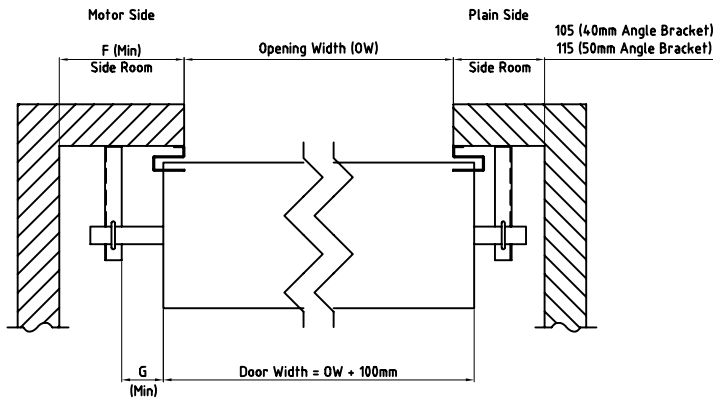 Motor Side
Plain Side
105 (40mm Angle Bracket)
115 (50mm Angle Bracket)
F (Min)
Side Room
Opening Width (OW)
Side Room
G
(Min)
Door Width = OW + 100mm